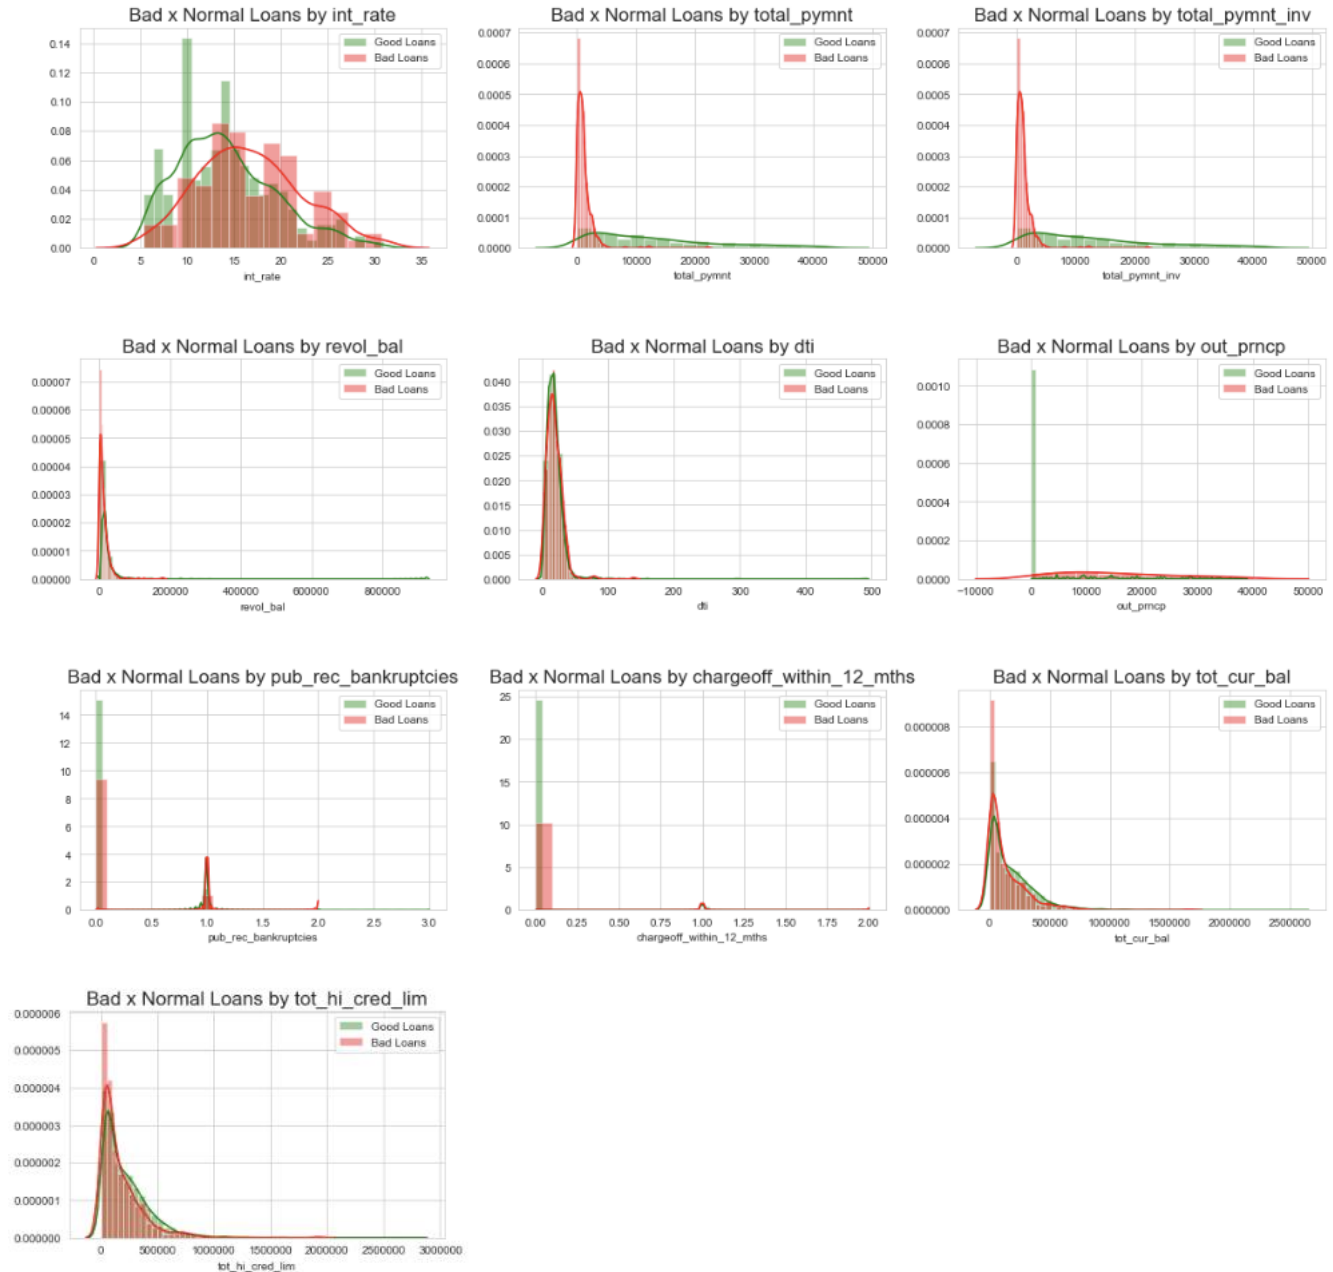 Bad x Normal Loans by int_rate
0.14
0.12
0.10
0.08
0.06
0.04
0.02
0.00
Good Loans
Bad Loans
0 5 10 15 20 25 30 35
int_rate
Bad x Normal Loans by total_pymnt
0.0007
0.0006
0.0005
0.0004
0.0003
0.0002
0.0001
0.0000
Good Loans
Bad Loans
0 10000 20000 30000 40000 50000
total_pymnt
Bad x Normal Loans by total_pymnt_inv
0.0007
0.0006
0.0005
0.0004
0.0003
0.0002
0.0001
0.0000
Good Loans
Bad Loans
0 10000 20000 30000 40000 50000
total_pymnt_inv
Bad x Normal Loans by revol_bal
0.00007
0.00006
0.00005
0.00004
0.00003
0.00002
0.00001
0.00000
Good Loans
Bad Loans
0 200000 400000 600000 800000
revol_bal
Bad x Normal Loans by dti
0.040
0.035
0.030
0.025
0.020
0.015
0.010
0.005
0.000
Good Loans
Bad Loans
0 100 200 300 400 500
dti
Bad x Normal Loans by out_prncp
0.0010
0.0008
0.0006
0.0004
0.0002
0.0000
Good Loans
Bad Loans
−10000 0 10000 20000 30000 40000 50000
out_prncp
Bad x Normal Loans by pub_rec_bankruptcies
14
12
10
8
6
4
2
0
Good Loans
Bad Loans
0.0 0.5 1.0 1.5 2.0 2.5 3.0
pub_rec_bankruptcies
Bad x Normal Loans by chargeoff_within_12_mths
25
20
15
10
5
0
Good Loans
Bad Loans
0.00 0.25 0.50 0.75 1.00 1.25 1.50 1.75 2.00
chargeoff_within_12_mths
Bad x Normal Loans by tot_cur_bal
0.000008
0.000006
0.000004
0.000002
0.000000
Good Loans
Bad Loans
0 500000 1000000 1500000 2000000 2500000
tot_cur_bal
Bad x Normal Loans by tot_hi_cred_lim
0.000006
0.000005
0.000004
0.000003
0.000002
0.000001
0.000000
Good Loans
Bad Loans
0 500000 1000000 1500000 2000000 2500000 3000000
tot_hi_cred_lim